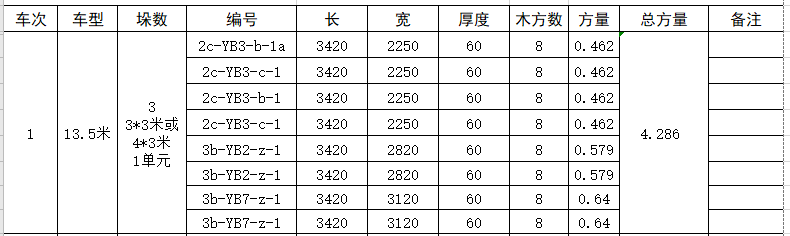 车次 车型 垛数 编号 长 宽 厚度 木方数 方量 总方量 备注
2c-YB3-b-1a 3420 2250 60 8 0.462
2c-YB3-c-1 3420 2250 60 8 0.462
2c-YB3-b-1 3420 2250 60 8 0.462
2c-YB3-c-1 3420 2250 60 8 0.462
1 13.5米 3
3*3米或
4*3米
1单元 4.286
3b-YB2-z-1 3420 2820 60 8 0.579
3b-YB2-z-1 3420 2820 60 8 0.579
3b-YB7-z-1 3420 3120 60 8 0.64
3b-YB7-z-1 3420 3120 60 8 0.64